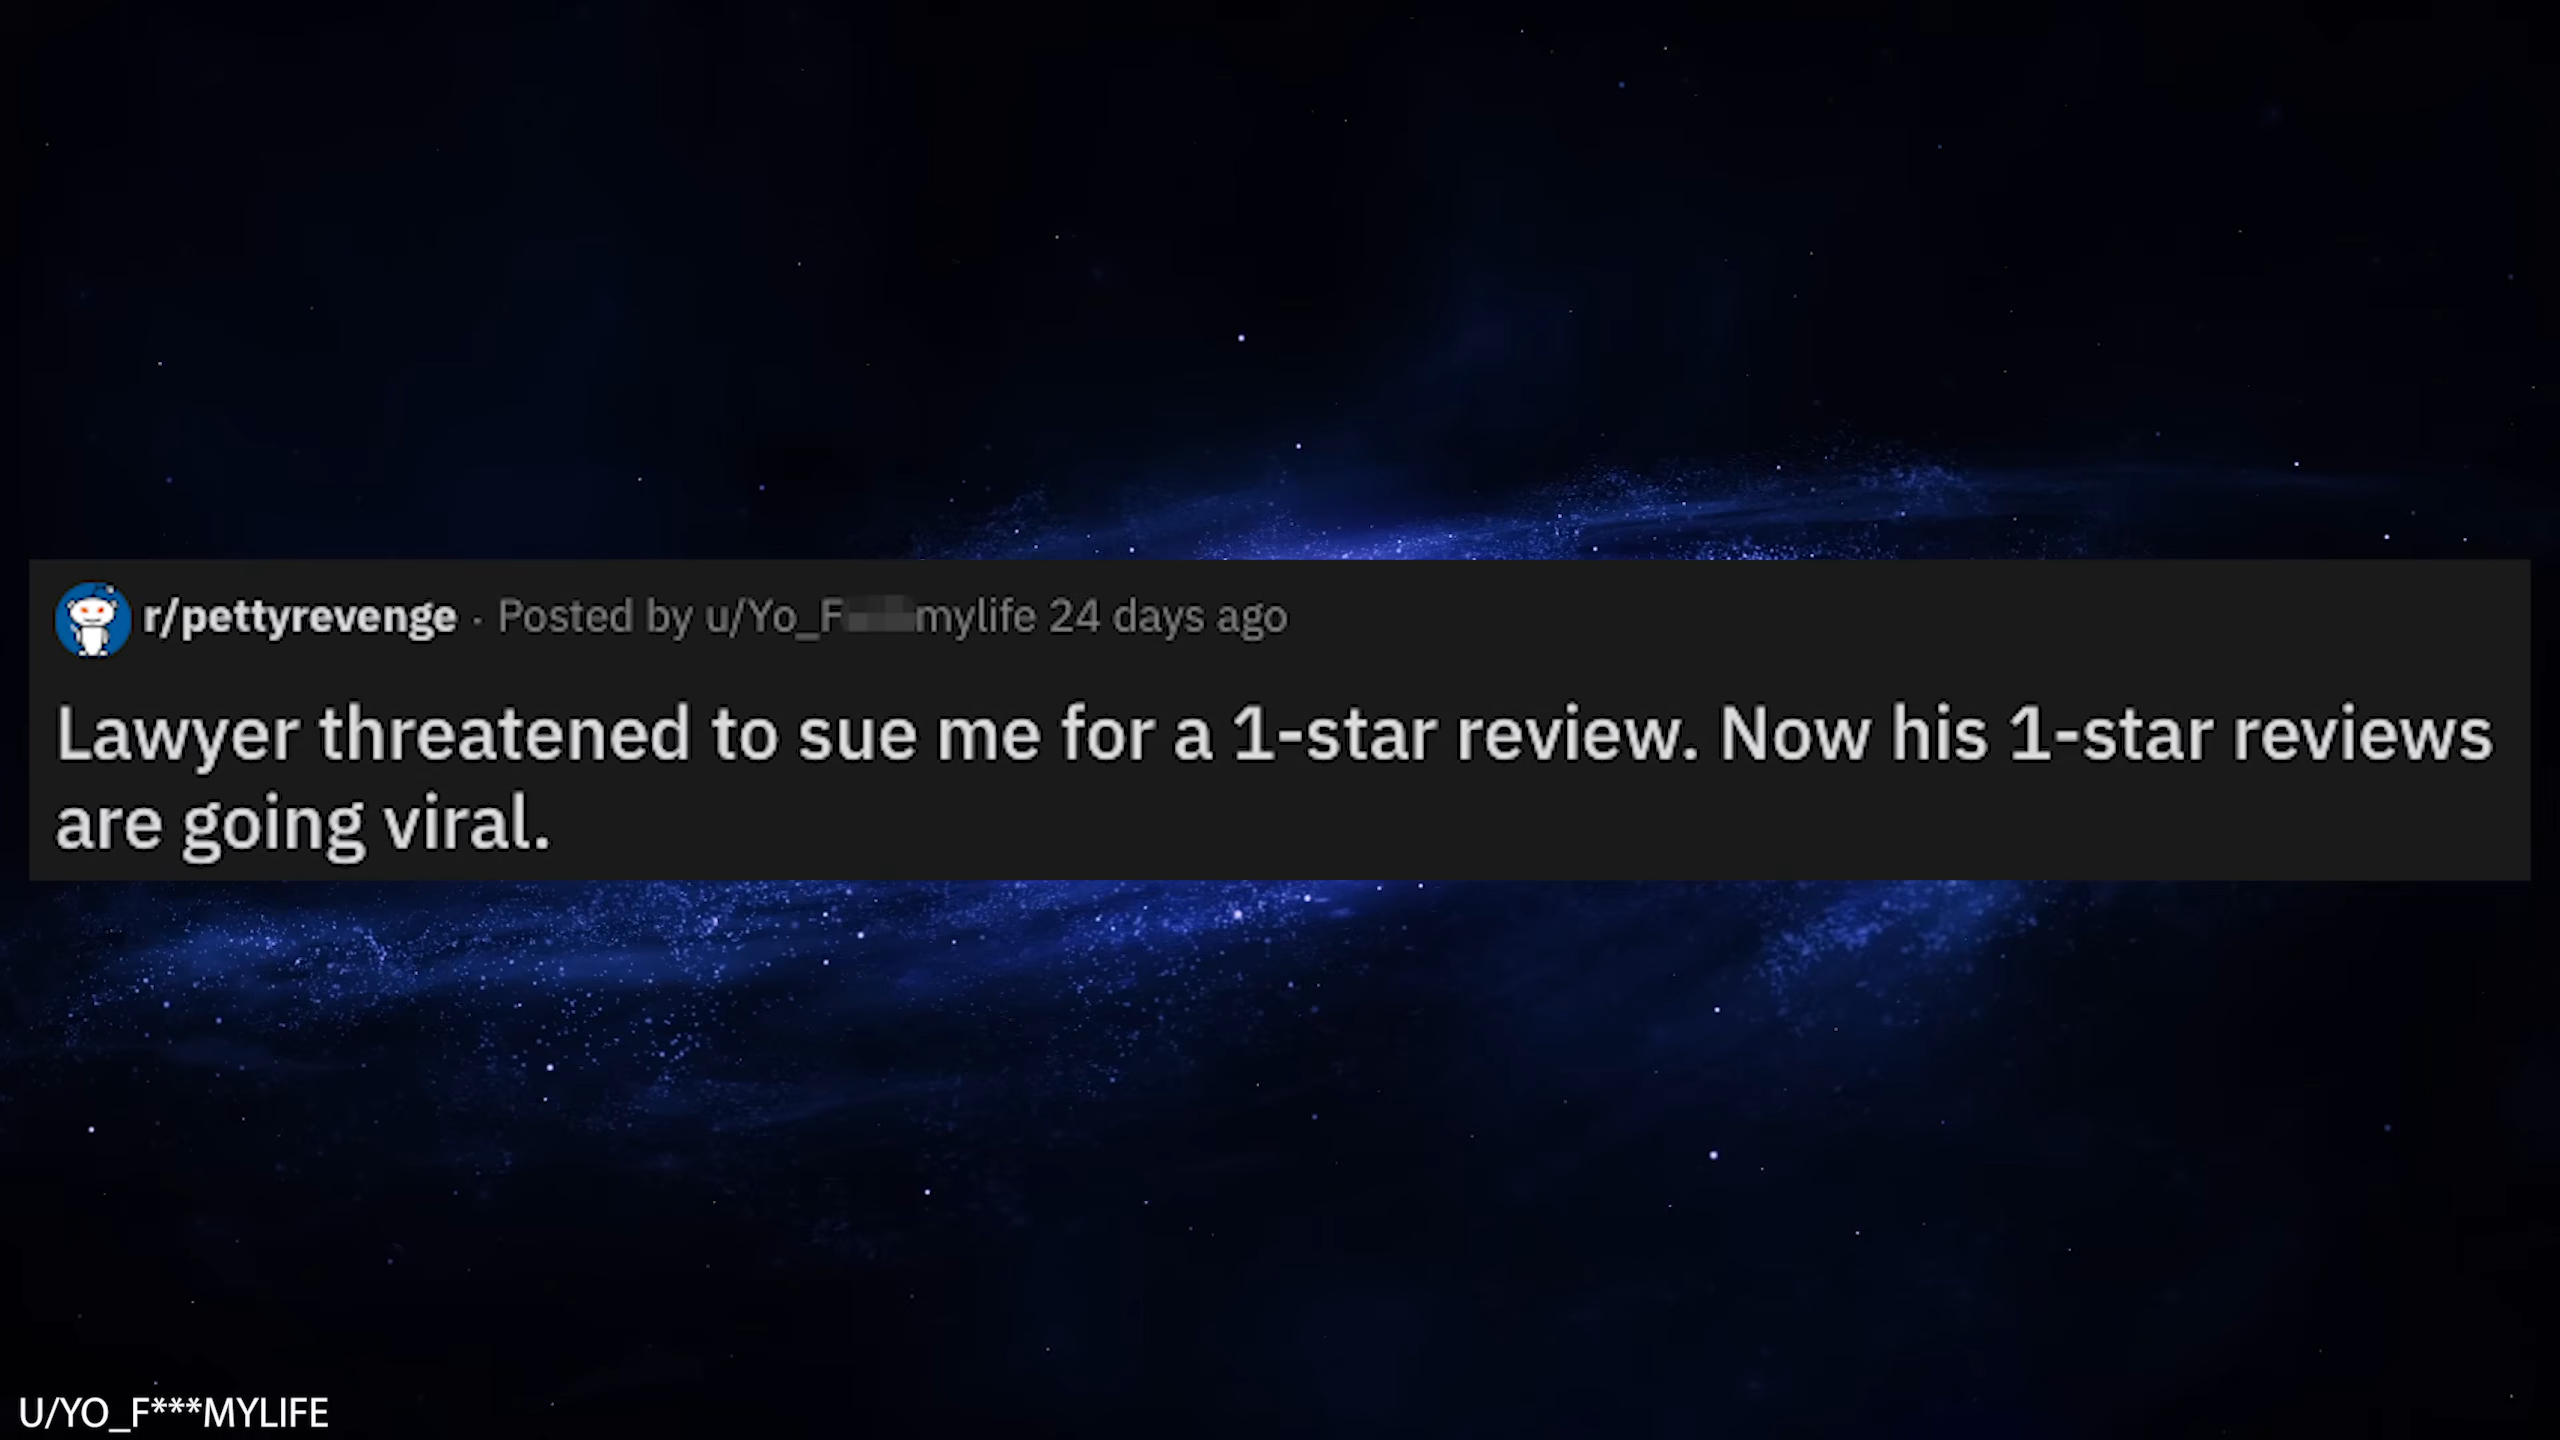 r/pettyrevenge · Posted by u/Yo_F mylife 24 days ago
Lawyer threatened to sue me for a 1-star review. Now his 1-star reviews
are going viral.
U/YO_F***MYLIFE